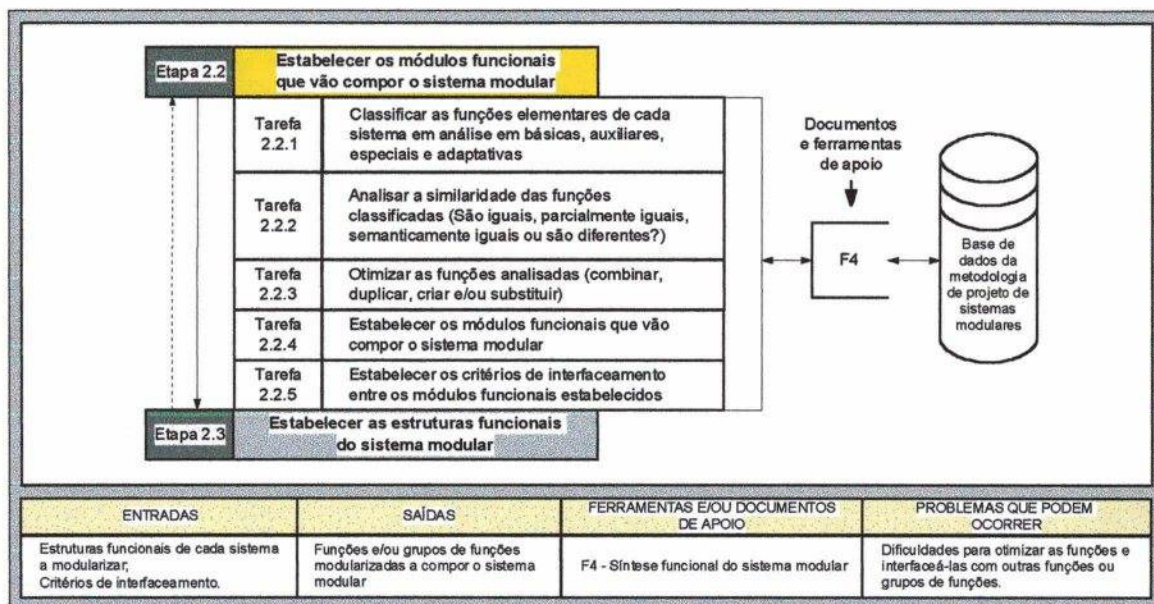 Etapa 2.2
Estabelecer os módulos funcionais
que vão compor o sistema modular
Tarefa
2.2.1
Classificar as funções elementares de cada
sistema em análise em básicas, auxiliares,
especiais e adaptativas
Tarefa
2.2.2
Analisar a similaridade das funções
classificadas (São iguais, parcialmente iguais,
semanticamente iguais ou são diferentes?)
Tarefa
2.2.3
Otimizar as funções analisadas (combinar,
duplicar, criar e/ou substituir)
Tarefa
2.2.4
Estabelecer os módulos funcionais que vão
compor o sistema modular
Tarefa
2.2.5
Estabelecer os critérios de interfaceamento
entre os módulos funcionais estabelecidos
Etapa 2.3
Estabelecer as estruturas funcionais
do sistema modular
Documentos
e ferramentas
de apoio
F4
Base de
dados da
metodologia
de projeto de
sistemas
modulares
ENTRADAS
SAÍDAS
FERRAMENTAS E/OU DOCUMENTOS
DE APOIO
PROBLEMAS QUE PODEM
OCORRER
Estruturas funcionais de cada sistema
a modularizar;
Critérios de interfaceamento.
Funções e/ou grupos de funções
modularizadas a compor o sistema
modular
F4 - Síntese funcional do sistema modular
Dificuldades para otimizar as funções e
interfaceá-las com outras funções ou
grupos de funções.